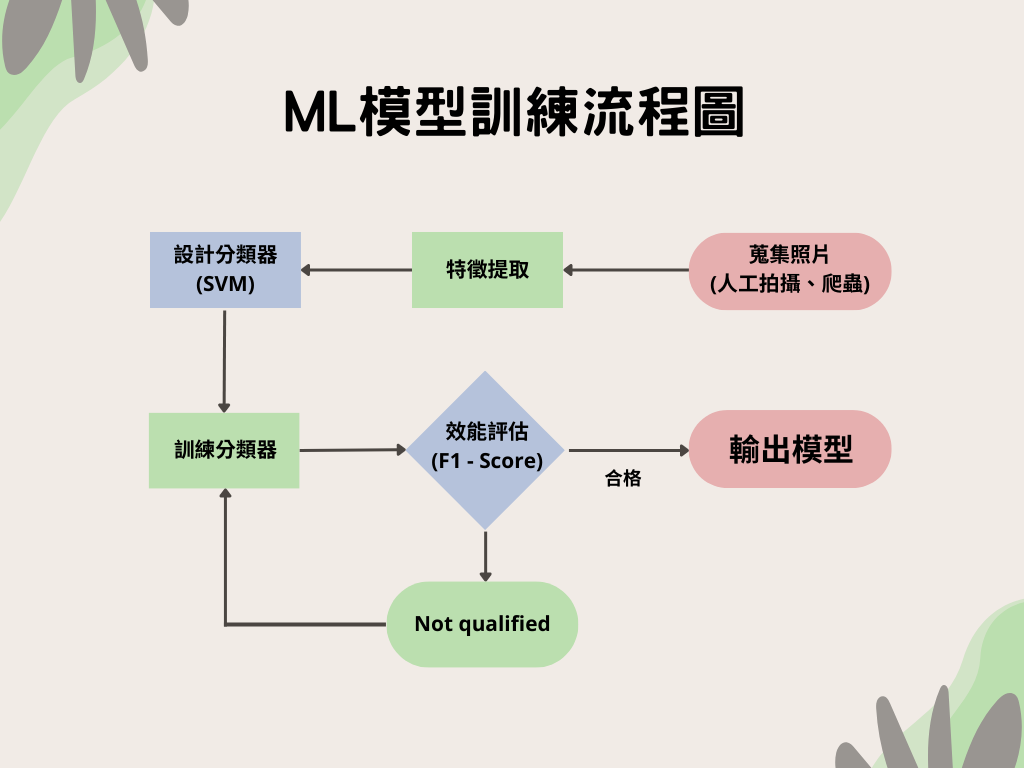 ML模型訓練流程圖
蒐集照片
(人工拍攝、爬蟲)
特徵提取
設計分類器
(SVM)
訓練分類器
效能評估
(F1 - Score)
合格
輸出模型
Not qualified